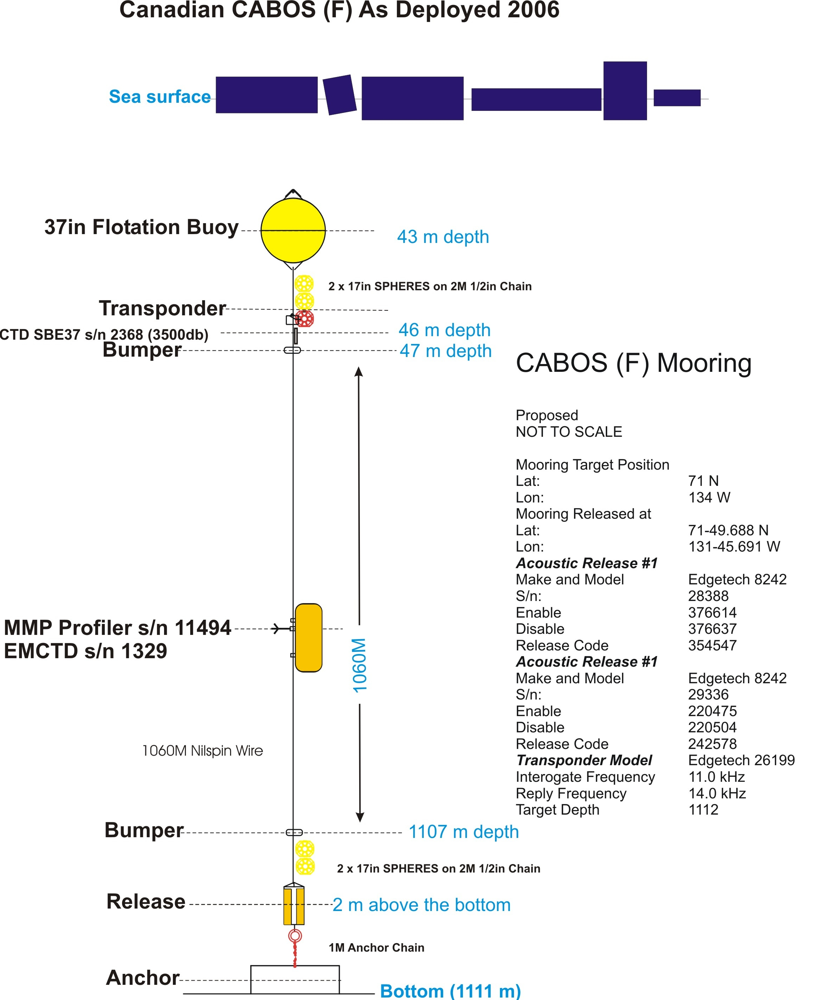 Canadian CABOS (F) As Deployed 2006
Sea surface
37in Flotation Buoy
43 m depth
2 x 17in SPHERES on 2M 1/2in Chain
Transponder
CTD SBE37 s/n 2368 (3500db)
46 m depth
Bumper
47 m depth
CABOS (F) Mooring
Proposed
NOT TO SCALE
Mooring Target Position
Lat: 71 N
Lon: 134 W
Mooring Released at
Lat: 71-49.688 N
Lon: 131-45.691 W
Acoustic Release #1
Make and Model Edgetech 8242
S/n: 28388
Enable 376614
Disable 376637
Release Code 354547
Acoustic Release #1
Make and Model Edgetech 8242
S/n: 29336
Enable 220475
Disable 220504
Release Code 242578
Transponder Model Edgetech 26199
Interogate Frequency 11.0 kHz
Reply Frequency 14.0 kHz
Target Depth 1112
MMP Profiler s/n 11494
EMCTD s/n 1329
1060M
1060M Nilspin Wire
Bumper
1107 m depth
2 x 17in SPHERES on 2M 1/2in Chain
Release
2 m above the bottom
1M Anchor Chain
Anchor
Bottom (1111 m)